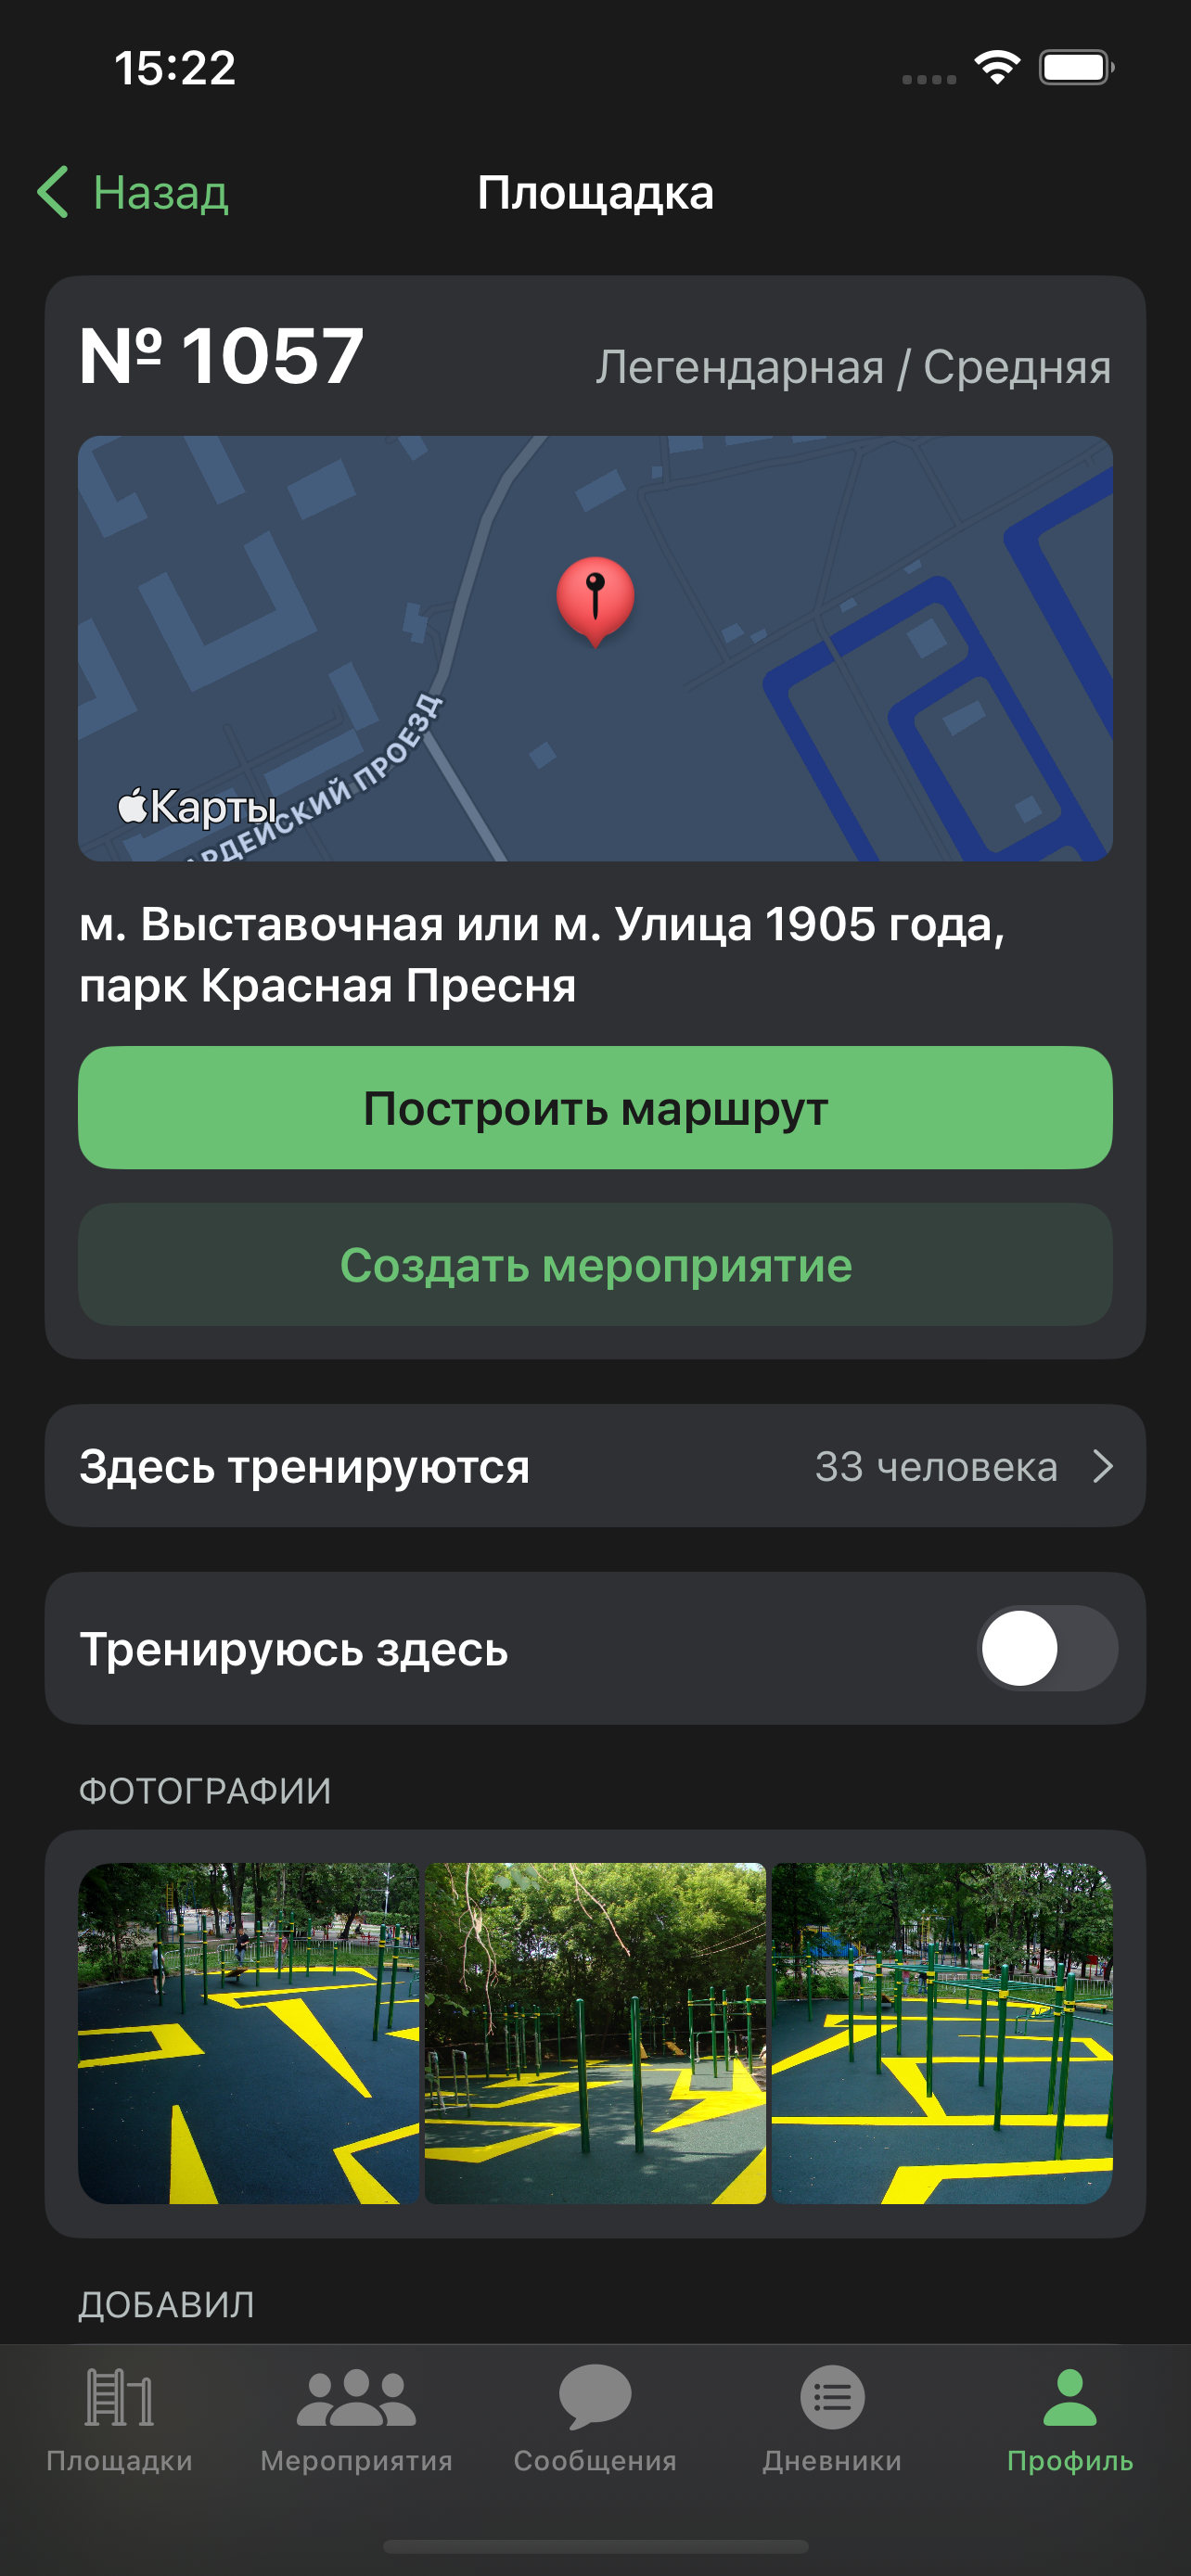 15:22
Назад
Площадка
№ 1057
Легендарная / Средняя
АРДЕЙСКИЙ ПРОЕЗД
Карты
м. Выставочная или м. Улица 1905 года,
парк Красная Пресня
Построить маршрут
Создать мероприятие
Здесь тренируются
33 человека
Тренируюсь здесь
ФОТОГРАФИИ
ДОБАВИЛ
Площадки
Мероприятия
Сообщения
Дневники
Профиль